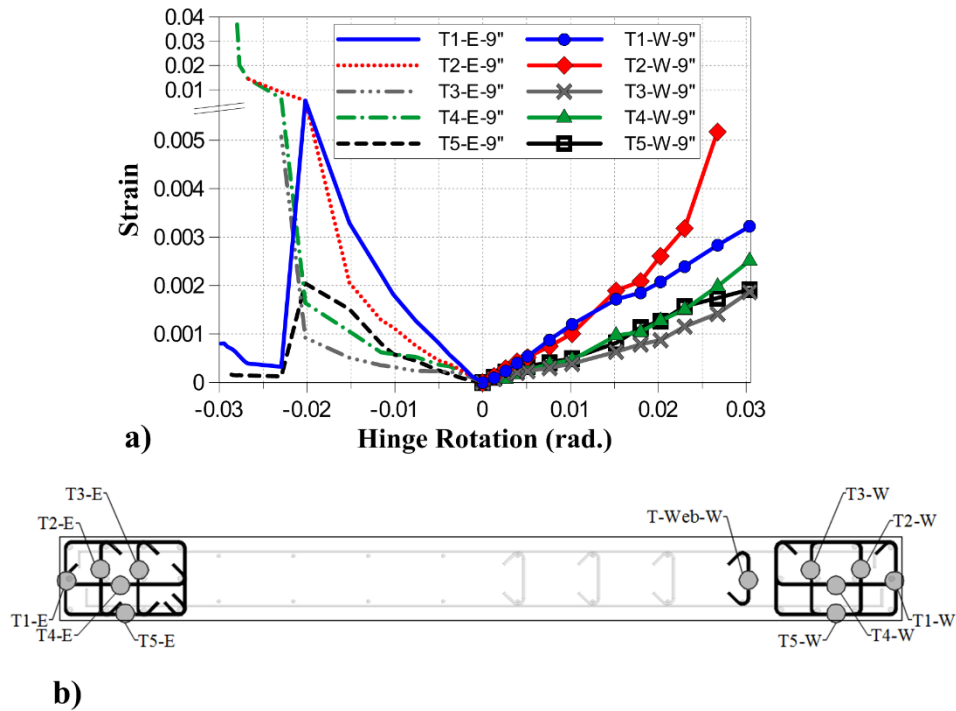 0.04
0.03
0.02
0.01
0.005
0.004
0.003
0.002
0.001
0
Strain
T1-E-9" T1-W-9"
T2-E-9" T2-W-9"
T3-E-9" T3-W-9"
T4-E-9" T4-W-9"
T5-E-9" T5-W-9"
-0.03 -0.02 -0.01 0 0.01 0.02 0.03
a) Hinge Rotation (rad.)
T3-E
T2-E
T1-E
T4-E
T5-E
T-Web-W
T3-W
T2-W
T1-W
T4-W
T5-W
b)